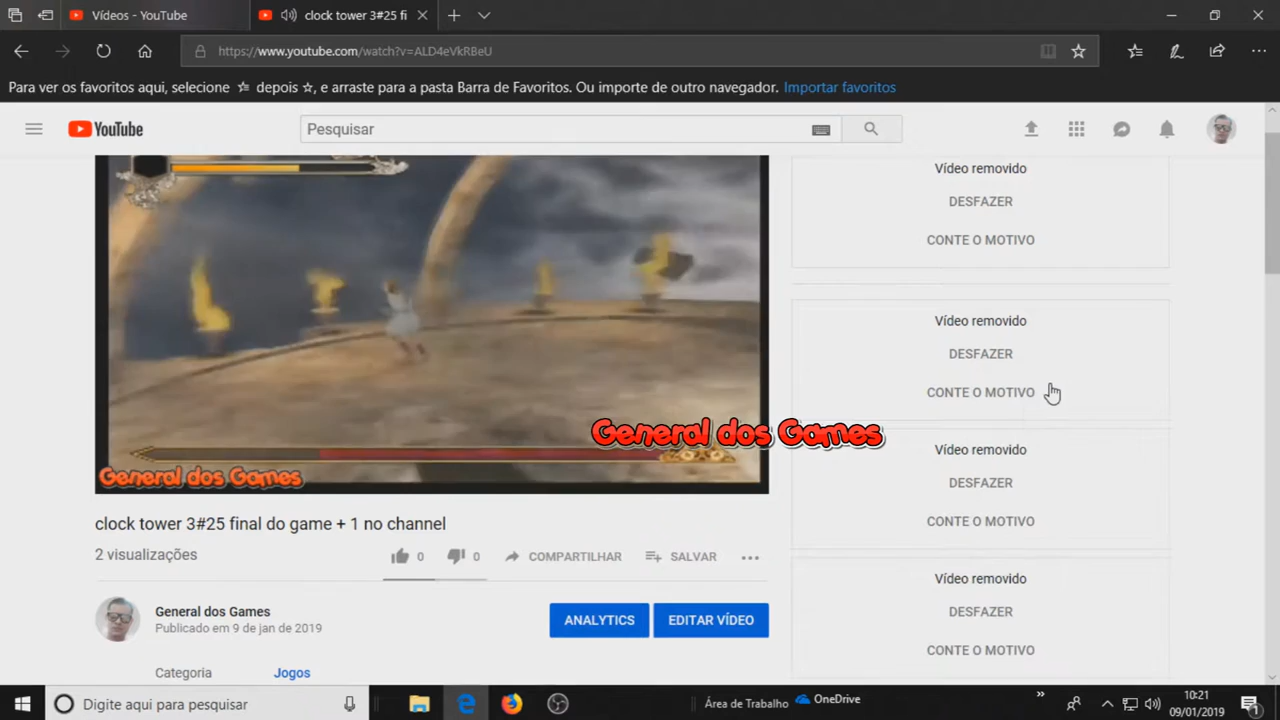 Vídeos - YouTube
clock tower 3#25 fi
https://www.youtube.com/watch?v=ALD4eVkRBeU
Para ver os favoritos aqui, selecione depois ☆, e arraste para a pasta Barra de Favoritos. Ou importe de outro navegador. Importar favoritos
YouTube
Pesquisar
Vídeo removido
DESFAZER
CONTE O MOTIVO
Vídeo removido
DESFAZER
CONTE O MOTIVO
General dos Games
Vídeo removido
DESFAZER
CONTE O MOTIVO
General dos Games
clock tower 3#25 final do game + 1 no channel
2 visualizações
0
0
COMPARTILHAR
SALVAR
Vídeo removido
DESFAZER
CONTE O MOTIVO
General dos Games
Publicado em 9 de jan de 2019
ANALYTICS
EDITAR VÍDEO
Categoria
Jogos
Digite aqui para pesquisar
Área de Trabalho
OneDrive
10:21
09/01/2019
1